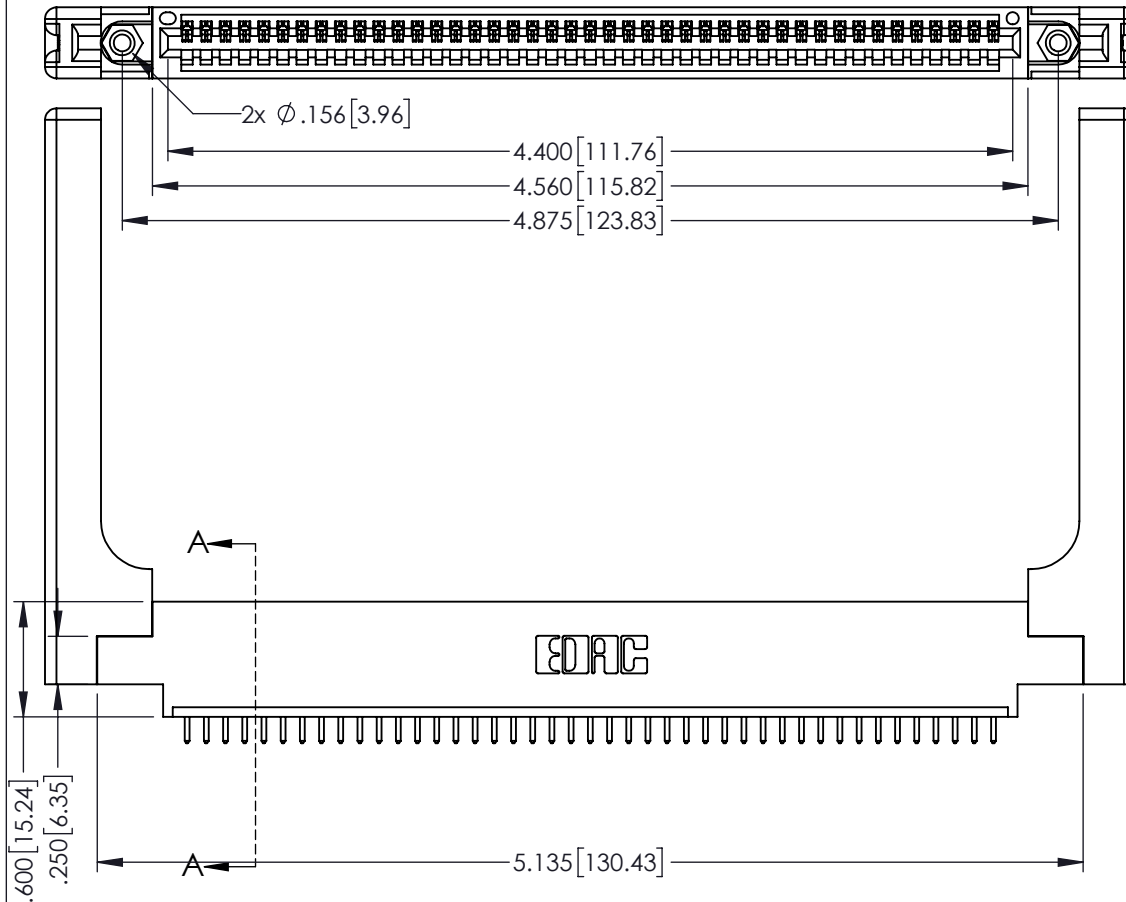 2x Ø.156[3.96]
4.400[111.76]
4.560[115.82]
4.875[123.83]
A
EDAC
.600[15.24]
.250[6.35]
A
5.135[130.43]